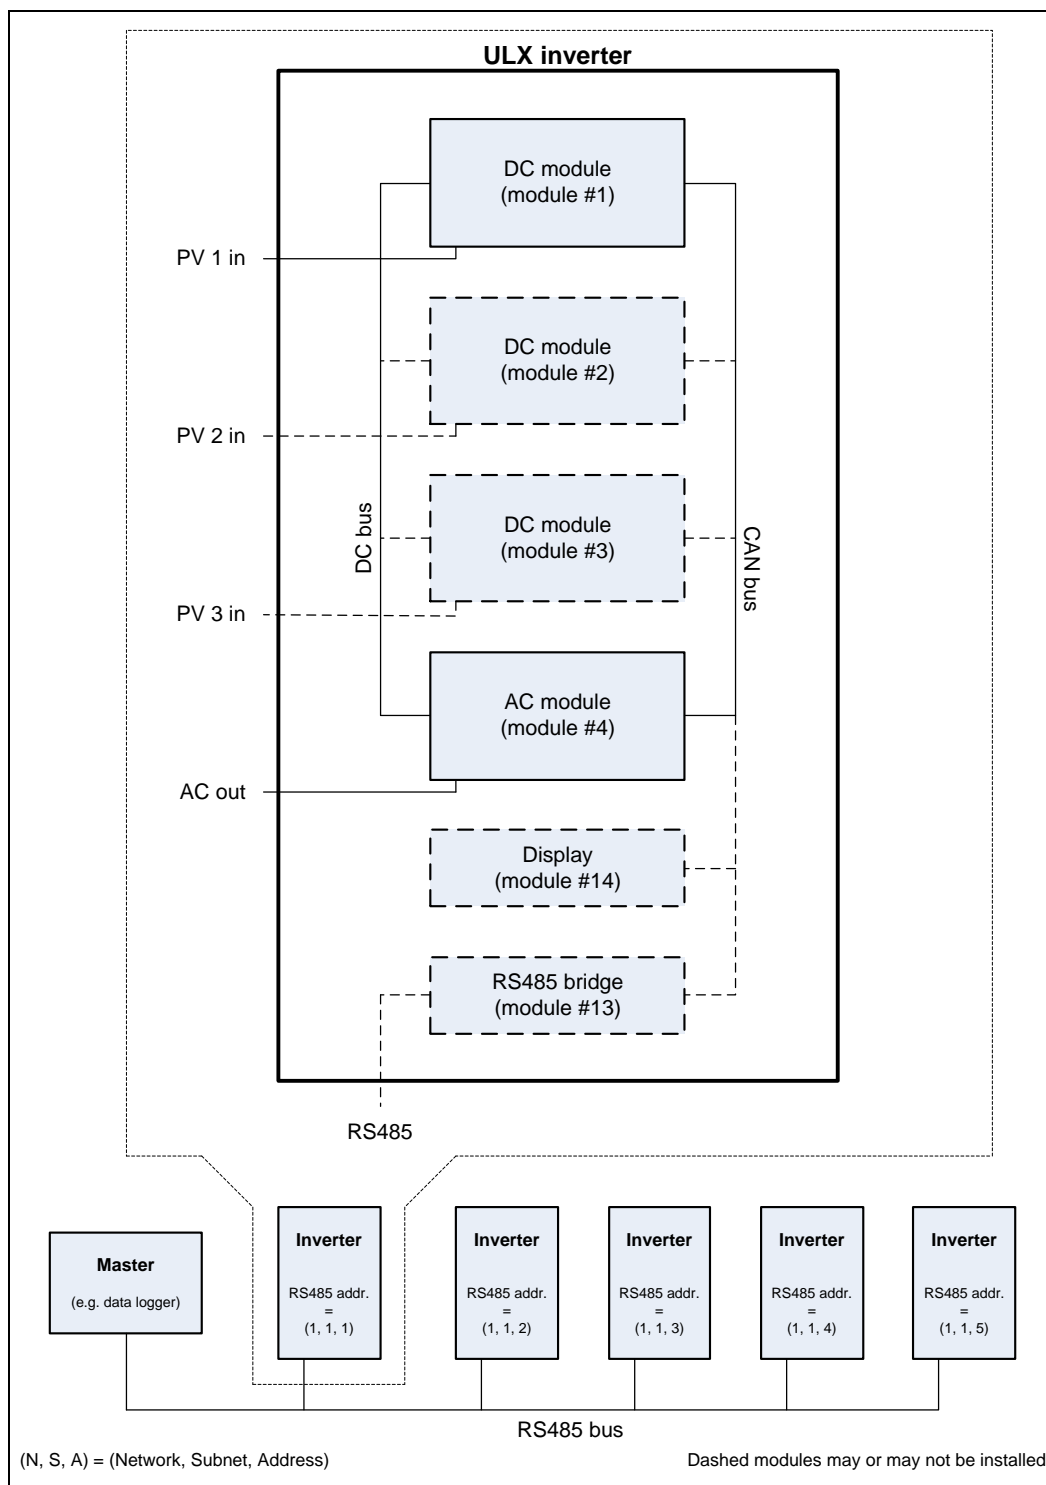 ULX inverter
DC module
(module #1)
PV 1 in
DC module
(module #2)
PV 2 in
DC module
(module #3)
DC bus
CAN bus
PV 3 in
AC module
(module #4)
AC out
Display
(module #14)
RS485 bridge
(module #13)
RS485
Master
(e.g. data logger)
Inverter
RS485 addr.
=
(1, 1, 1)
Inverter
RS485 addr.
=
(1, 1, 2)
Inverter
RS485 addr.
=
(1, 1, 3)
Inverter
RS485 addr.
=
(1, 1, 4)
Inverter
RS485 addr.
=
(1, 1, 5)
RS485 bus
(N, S, A) = (Network, Subnet, Address)
Dashed modules may or may not be installed